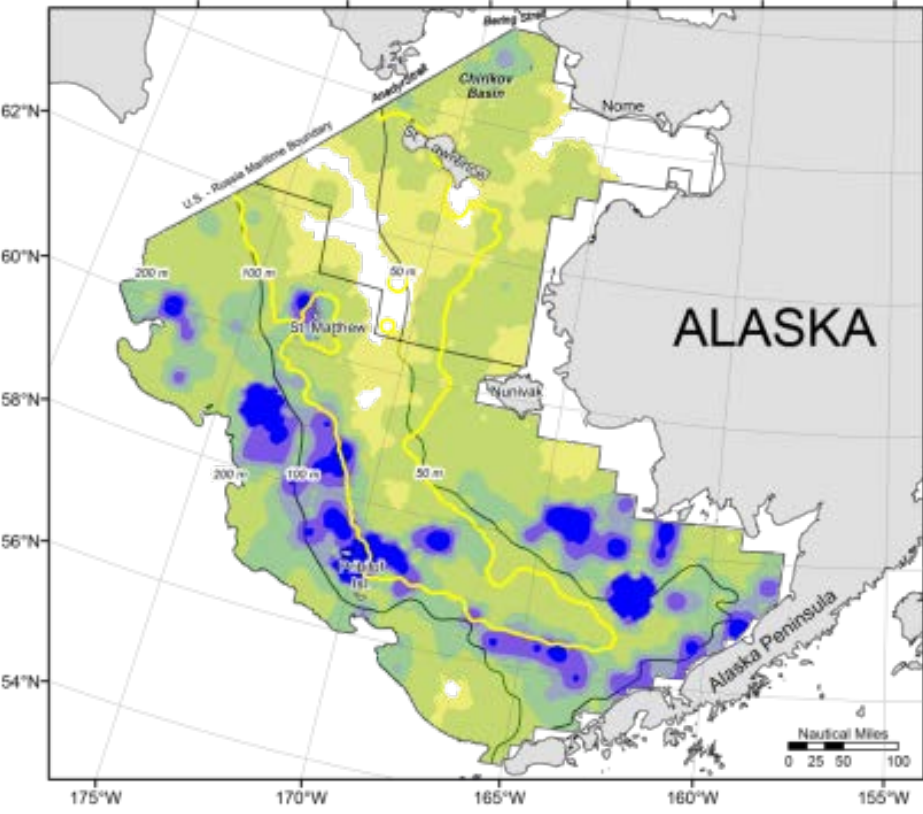 Bering Strait
Anadyr Strait
Chirikov
Basin
Nome
62°N
St. Lawrence
U.S. - Russia Maritime Boundary
60°N
200 m
100 m
50 m
St. Matthew
ALASKA
Nunivak
58°N
200 m
100 m
50 m
56°N
Pribilof
Isl
Alaska Peninsula
54°N
Nautical Miles
0 25 50 100
175°W
170°W
165°W
160°W
155°W